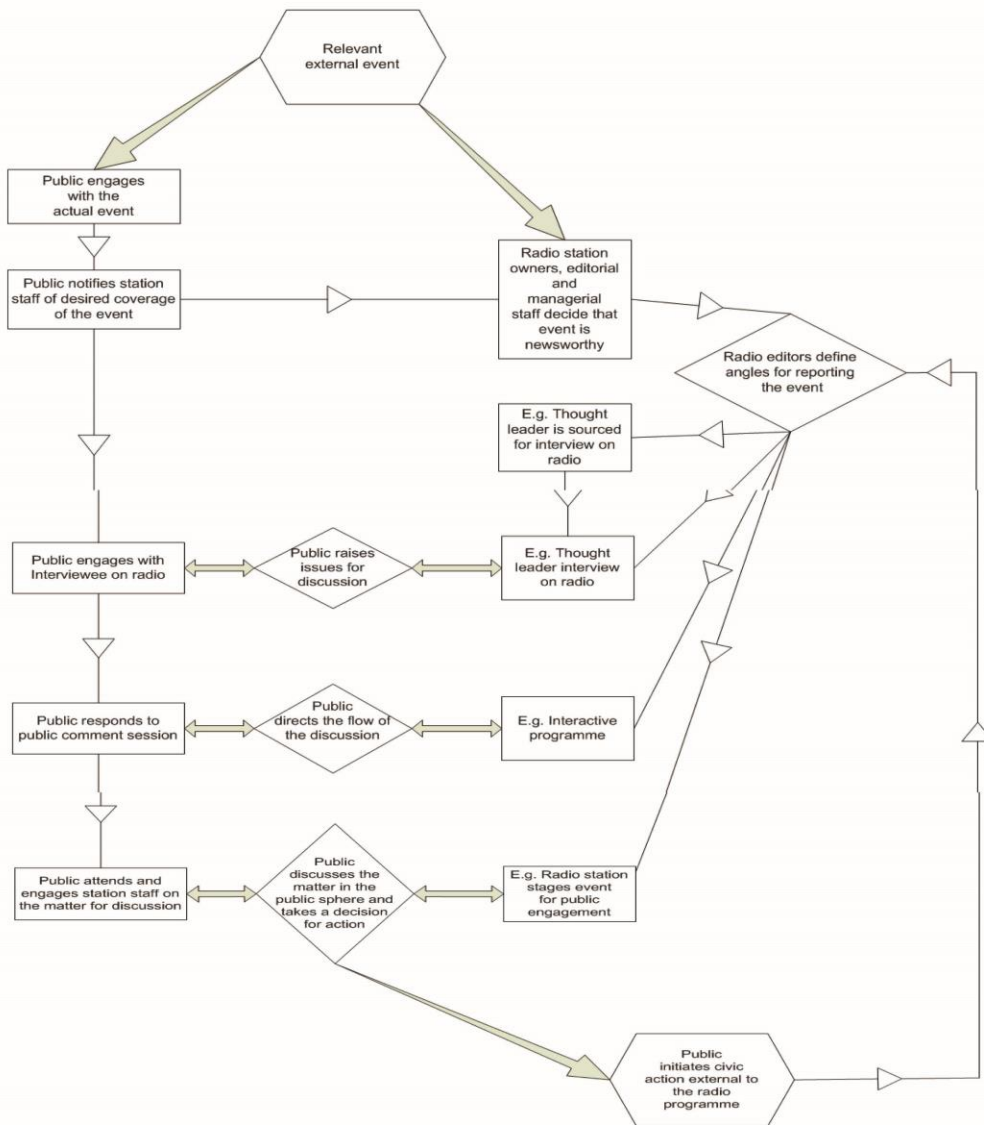 Relevant
external event
Public engages
with the
actual event
Public notifies station
staff of desired coverage
of the event
Radio station
owners, editorial
and
managerial
staff decide that
event is
newsworthy
Radio editors define
angles for reporting
the event
E.g. Thought
leader is sourced
for interview on
radio
Public engages with
Interviewee on radio
Public raises
issues for
discussion
E.g. Thought
leader interview
on radio
Public responds to
public comment session
Public
directs the flow of
the discussion
E.g. Interactive
programme
Public attends and
engages station staff on
the matter for discussion
Public
discusses the
matter in the
public sphere and
takes a decision
for action
E.g. Radio station
stages event
for public
engagement
Public
initiates civic
action external to
the radio
programme